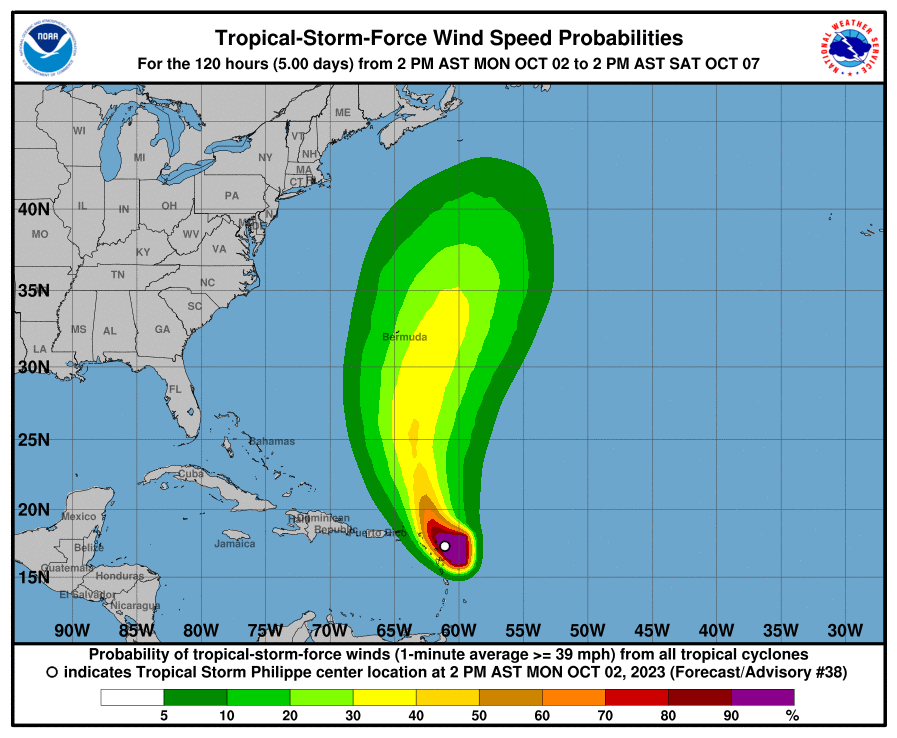 NOAA
NATIONAL WEATHER SERVICE
Tropical-Storm-Force Wind Speed Probabilities
For the 120 hours (5.00 days) from 2 PM AST MON OCT 02 to 2 PM AST SAT OCT 07
ME
WI
VT
NH
MI
NY
MA
CT
RI
PA
IL
IN
OH
40N
MO
WV
DE
KY
VA
TN
NC
35N
SC
MS
AL
GA
Bermuda
LA
30N
FL
25N
Bahamas
Cuba
20N
Mexico
Haiti
Dominican
Republic
Puerto Rico
Jamaica
Belize
Guatemala
15N
Honduras
El Salvador
Nicaragua
90W 85W 80W 75W 70W 65W 60W 55W 50W 45W 40W 35W 30W
Probability of tropical-storm-force winds (1-minute average >= 39 mph) from all tropical cyclones
indicates Tropical Storm Philippe center location at 2 PM AST MON OCT 02, 2023 (Forecast/Advisory #38)
5 10 20 30 40 50 60 70 80 90 %